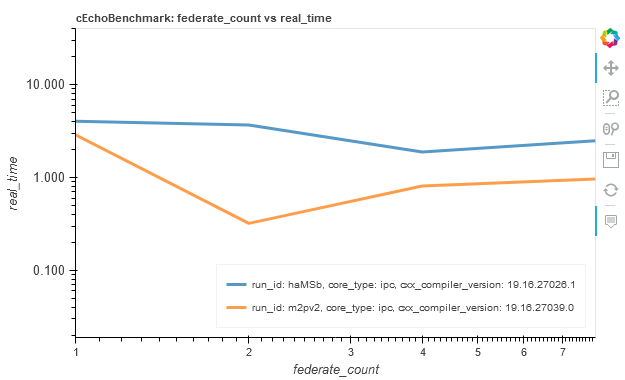 cEchoBenchmark: federate_count vs real_time
10.000
1.000
0.100
real_time
run_id: haMSb, core_type: ipc, cxx_compiler_version: 19.16.27026.1
run_id: m2pv2, core_type: ipc, cxx_compiler_version: 19.16.27039.0
1 2 3 4 5 6 7
federate_count